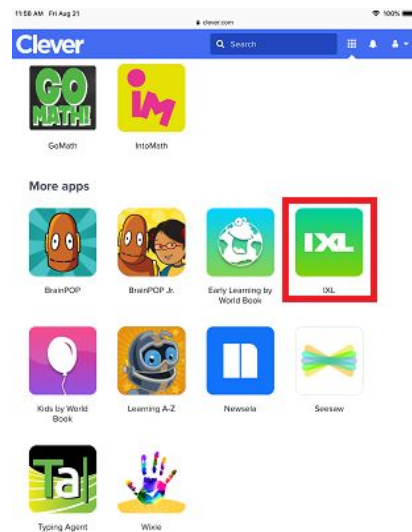 11:58 AM Fri Aug 21
100%
clever.com
Clever
Search
GO
MATH!
im
GoMath
IntoMath
More apps
IXL
BrainPOP
BrainPOP Jr.
Early Learning by
World Book
IXL
Kids by World
Book
Learning A-Z
Newsela
Seesaw
Ta
Typing Agent
Wixie